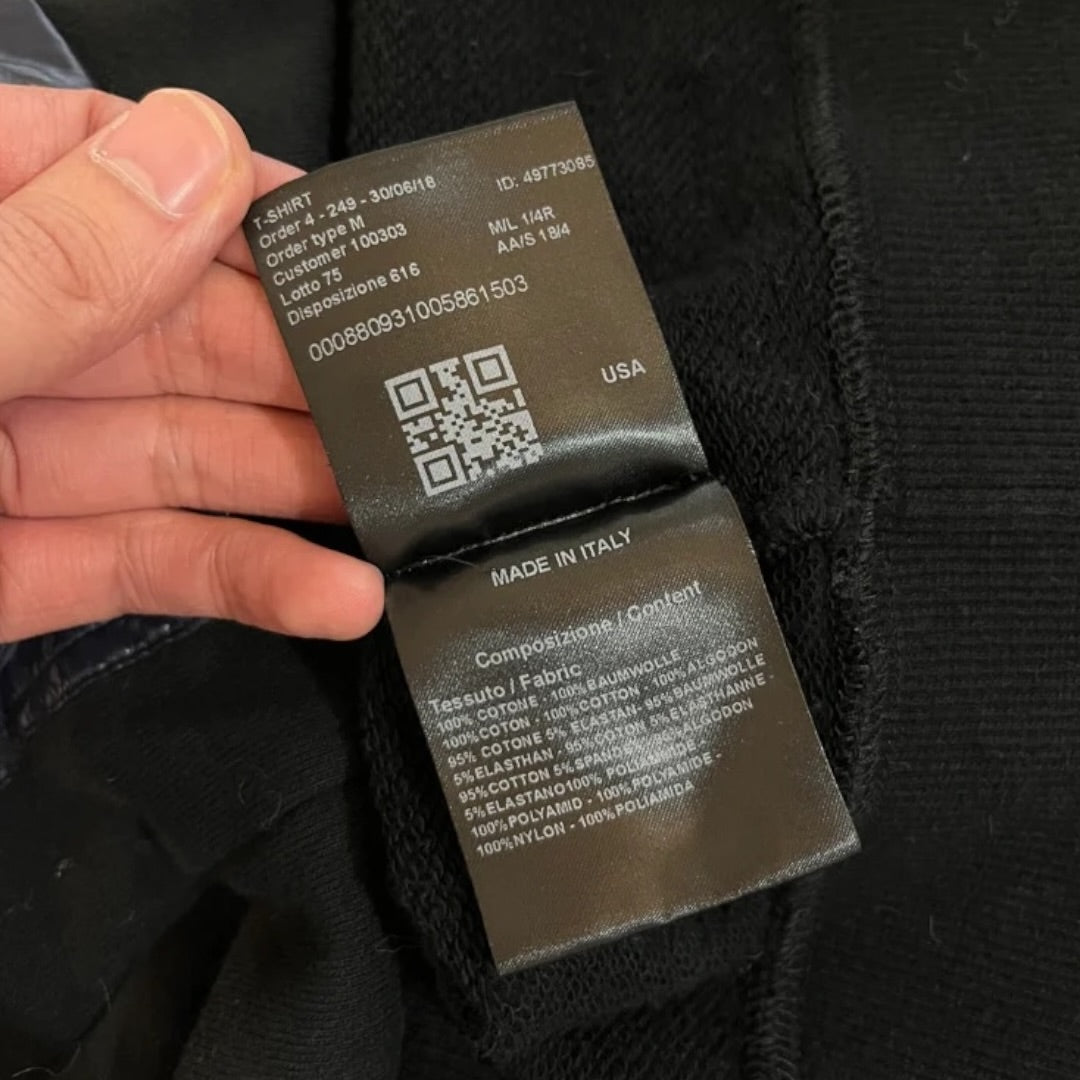 T-SHIRT
Order 4 - 249 - 30/06/18 ID: 49773085
Order type M
Customer 100303 M/L 1/4R
Lotto 75 AA/S 18/4
Disposizione 616
000880931005861503
USA
MADE IN ITALY
Composizione / Content
Tessuto / Fabric
100% COTONE - 100% BAUMWOLLE
100% COTON - 100% COTTON - 100% ALGODON
95% COTONE 5% ELASTAN - 95% BAUMWOLLE
5% ELASTHAN - 95% COTON 5% ELASTHANNE -
95% COTTON 5% ALGODON
5% ELASTANO 100%
100% POLYAMID - 100% POLYAMIDE -
100% NYLON - 100% POLIAMIDA